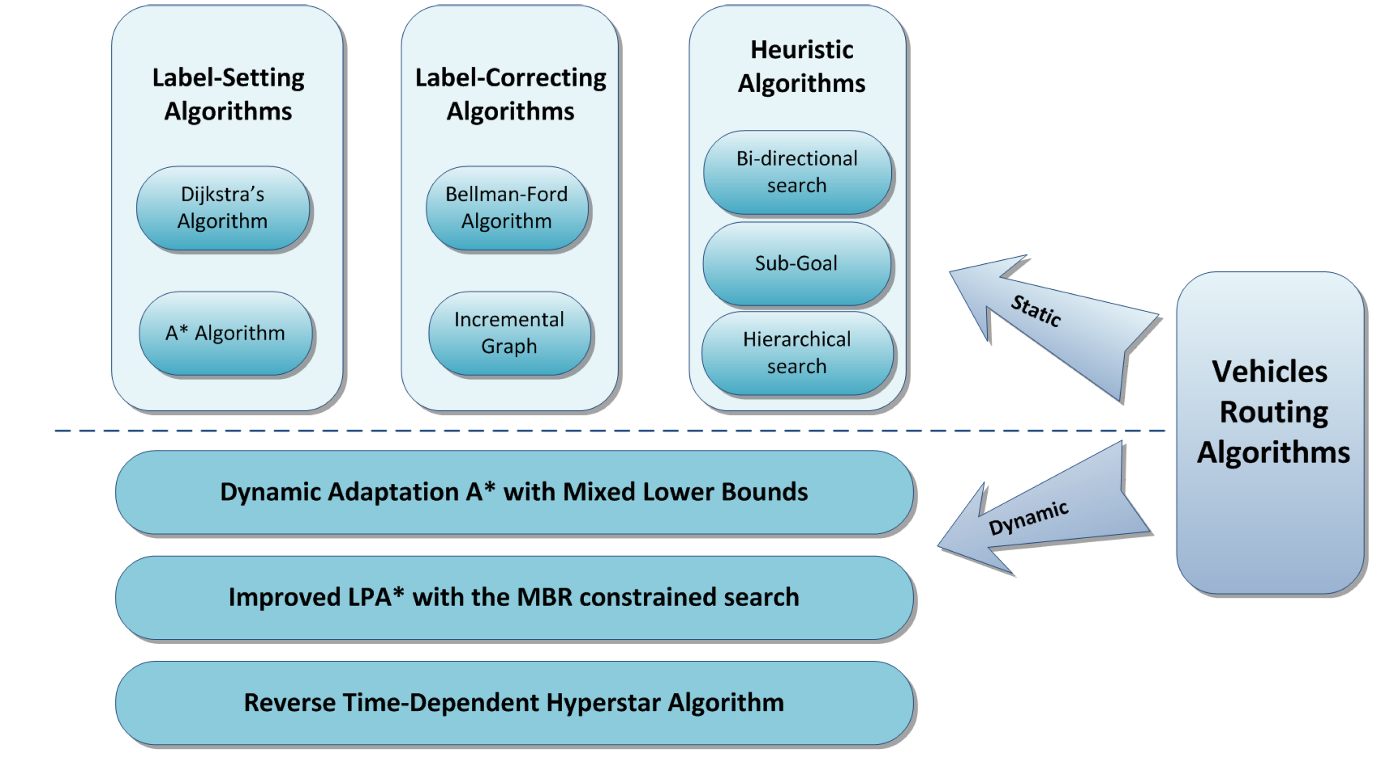 Label-Setting
Algorithms
Dijkstra’s
Algorithm
A* Algorithm
Label-Correcting
Algorithms
Bellman-Ford
Algorithm
Incremental
Graph
Heuristic
Algorithms
Bi-directional
search
Sub-Goal
Hierarchical
search
Static
Vehicles
Routing
Algorithms
Dynamic
Dynamic Adaptation A* with Mixed Lower Bounds
Improved LPA* with the MBR constrained search
Reverse Time-Dependent Hyperstar Algorithm